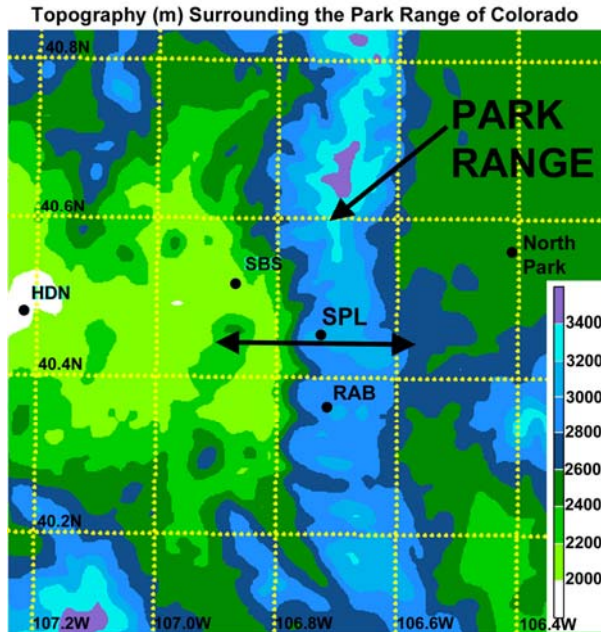 Topography (m) Surrounding the Park Range of Colorado
40.8N
PARK
RANGE
40.6N
North
Park
SBS
HDN
SPL
3400
3200
3000
2800
2600
2400
2200
2000
40.4N
RAB
40.2N
107.2W
107.0W
106.8W
106.6W
106.4W